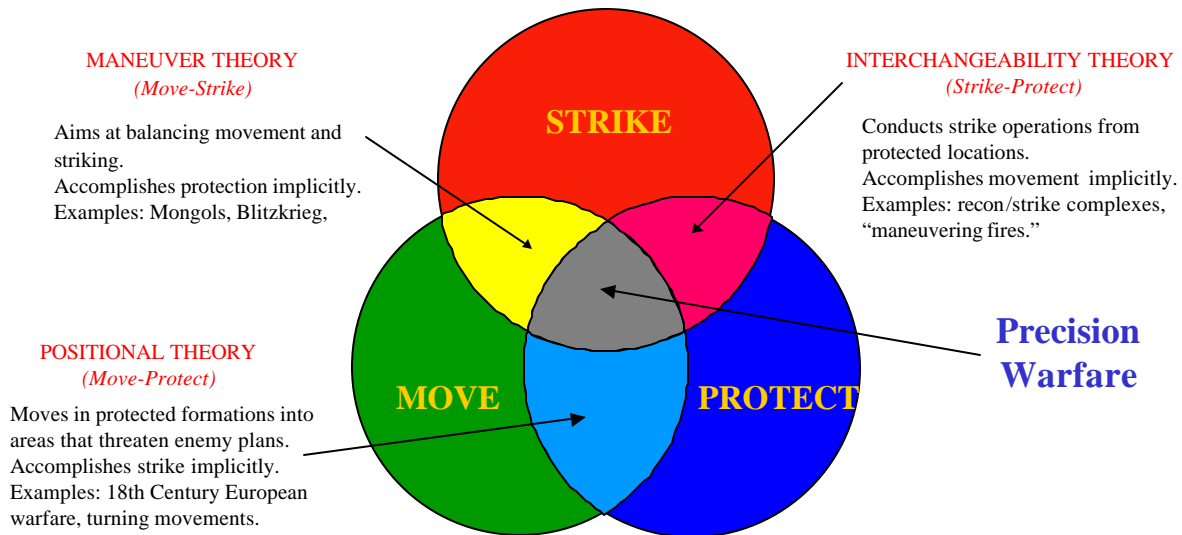 MANEUVER THEORY
(Move-Strike)
Aims at balancing movement and
striking.
Accomplishes protection implicitly.
Examples: Mongols, Blitzkrieg,
INTERCHANGEABILITY THEORY
(Strike-Protect)
Conducts strike operations from
protected locations.
Accomplishes movement implicitly.
Examples: recon/strike complexes,
“maneuvering fires.”
STRIKE
POSITIONAL THEORY
(Move-Protect)
Moves in protected formations into
areas that threaten enemy plans.
Accomplishes strike implicitly.
Examples: 18th Century European
warfare, turning movements.
MOVE
PROTECT
Precision
Warfare